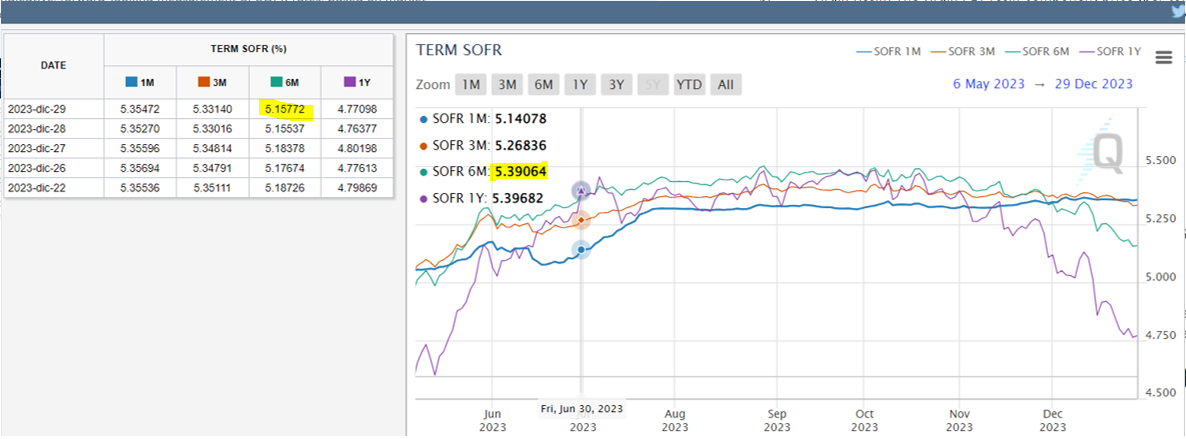 TERM SOFR (%)
DATE
1M 3M 6M 1Y
2023-dic-29 5.35472 5.33140 5.15772 4.77098
2023-dic-28 5.35270 5.33016 5.15537 4.76377
2023-dic-27 5.35596 5.34814 5.18378 4.80198
2023-dic-26 5.35694 5.34791 5.17674 4.77613
2023-dic-22 5.35536 5.35111 5.18726 4.79869
TERM SOFR
SOFR 1M SOFR 3M SOFR 6M SOFR 1Y
Zoom 1M 3M 6M 1Y 3Y 5Y YTD All
6 May 2023 → 29 Dec 2023
SOFR 1M: 5.14078
SOFR 3M: 5.26836
SOFR 6M: 5.39064
SOFR 1Y: 5.39682
Q
5.500
5.250
5.000
4.750
4.500
Fri, Jun 30, 2023
Jun Aug Sep Oct Nov Dec
2023 2023 2023 2023 2023 2023 2023